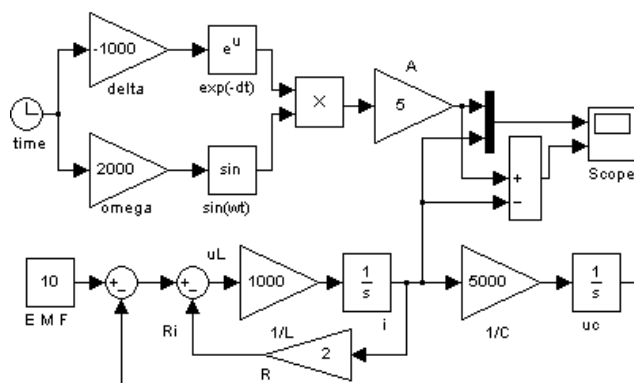 -1000
e^u
delta
exp(-dt)
A
5
×
time
2000
sin
omega
sin(wt)
+
−
Scope
uL
10
+
−
+
−
1000
1
s
5000
1
s
E M F
Ri
1/L
i
1/C
uc
2
R